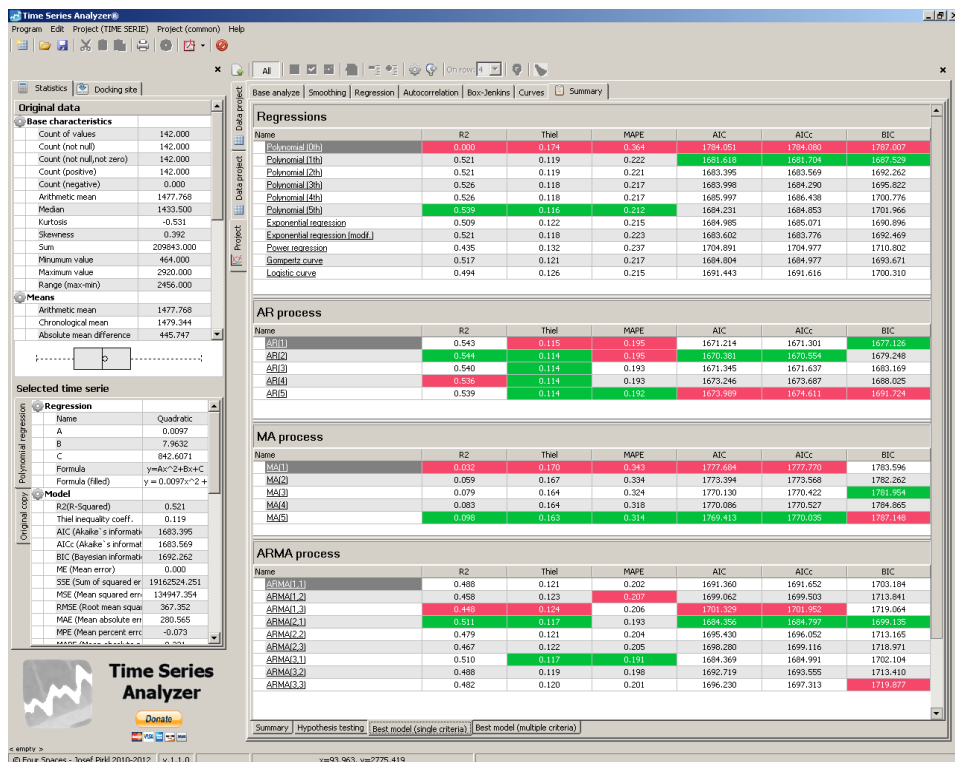 Time Series Analyzer®
Program Edit Project (TIME SERIE) Project (common) Help
All On row: 4
Statistics Docking site
Original data
Base characteristics
Count of values 142.000
Count (not null) 142.000
Count (not null,not zero) 142.000
Count (positive) 142.000
Count (negative) 0.000
Arithmetic mean 1477.768
Median 1433.500
Kurtosis -0.531
Skewness 0.392
Sum 209843.000
Minumum value 464.000
Maximum value 2920.000
Range (max-min) 2456.000
Means
Arithmetic mean 1477.768
Chronological mean 1479.344
Absolute mean difference 445.747
Selected time serie
Polynomial regression
Original copy
Regression
Name Quadratic
A 0.0097
B 7.9632
C 842.6071
Formula y=Ax^2+Bx+C
Formula (filled) y = 0.0097x^2 +
Model
R2(R-Squared) 0.521
Thiel inequality coeff. 0.119
AIC (Akaike`s informati 1683.395
AICc (Akaike`s informat 1683.569
BIC (Bayesian informati 1692.262
ME (Mean error) 0.000
SSE (Sum of squared er 19162524.251
MSE (Mean squared erro 134947.354
RMSE (Root mean squar 367.352
MAE (Mean absolute err 280.565
MPE (Mean percent errc -0.073
Time Series
Analyzer
Donate
VISA
Data project
Data project
Project
Base analyze Smoothing Regression Autocorrelation Box-Jenkins Curves Summary
Regressions
Name R2 Thiel MAPE AIC AICc BIC
Polynomial (0th) 0.000 0.174 0.364 1784.051 1784.080 1787.007
Polynomial (1th) 0.521 0.119 0.222 1681.618 1681.704 1687.529
Polynomial (2th) 0.521 0.119 0.221 1683.395 1683.569 1692.262
Polynomial (3th) 0.526 0.118 0.217 1683.998 1684.290 1695.822
Polynomial (4th) 0.526 0.118 0.217 1685.997 1686.438 1700.776
Polynomial (5th) 0.539 0.116 0.212 1684.231 1684.853 1701.966
Exponential regression 0.509 0.122 0.215 1684.985 1685.071 1690.896
Exponential regression (modif.) 0.521 0.118 0.223 1683.602 1683.776 1692.469
Power regression 0.435 0.132 0.237 1704.891 1704.977 1710.802
Gompertz curve 0.517 0.121 0.217 1684.804 1684.977 1693.671
Logistic curve 0.494 0.126 0.215 1691.443 1691.616 1700.310
AR process
Name R2 Thiel MAPE AIC AICc BIC
AR(1) 0.543 0.115 0.195 1671.214 1671.301 1677.126
AR(2) 0.544 0.114 0.195 1670.381 1670.554 1679.248
AR(3) 0.540 0.114 0.193 1671.345 1671.637 1683.169
AR(4) 0.536 0.114 0.193 1673.246 1673.687 1688.025
AR(5) 0.539 0.114 0.192 1673.989 1674.611 1691.724
MA process
Name R2 Thiel MAPE AIC AICc BIC
MA(1) 0.032 0.170 0.343 1777.684 1777.770 1783.596
MA(2) 0.059 0.167 0.334 1773.394 1773.568 1782.262
MA(3) 0.079 0.164 0.324 1770.130 1770.422 1781.954
MA(4) 0.083 0.164 0.318 1770.086 1770.527 1784.865
MA(5) 0.098 0.163 0.314 1769.413 1770.035 1787.148
ARMA process
Name R2 Thiel MAPE AIC AICc BIC
ARMA(1,1) 0.488 0.121 0.202 1691.360 1691.652 1703.184
ARMA(1,2) 0.458 0.123 0.207 1699.062 1699.503 1713.841
ARMA(1,3) 0.448 0.124 0.206 1701.329 1701.952 1719.064
ARMA(2,1) 0.511 0.117 0.193 1684.356 1684.797 1699.135
ARMA(2,2) 0.479 0.121 0.204 1695.430 1696.052 1713.165
ARMA(2,3) 0.467 0.122 0.205 1698.280 1699.116 1718.971
ARMA(3,1) 0.510 0.117 0.191 1684.369 1684.991 1702.104
ARMA(3,2) 0.488 0.119 0.198 1692.719 1693.555 1713.410
ARMA(3,3) 0.482 0.120 0.201 1696.230 1697.313 1719.877
Summary Hypothesis testing Best model (single criteria) Best model (multiple criteria)
< empty >
© Four Spaces - Josef Pirkl 2010-2012 v.1.1.0 x=93.963, y=2775.419